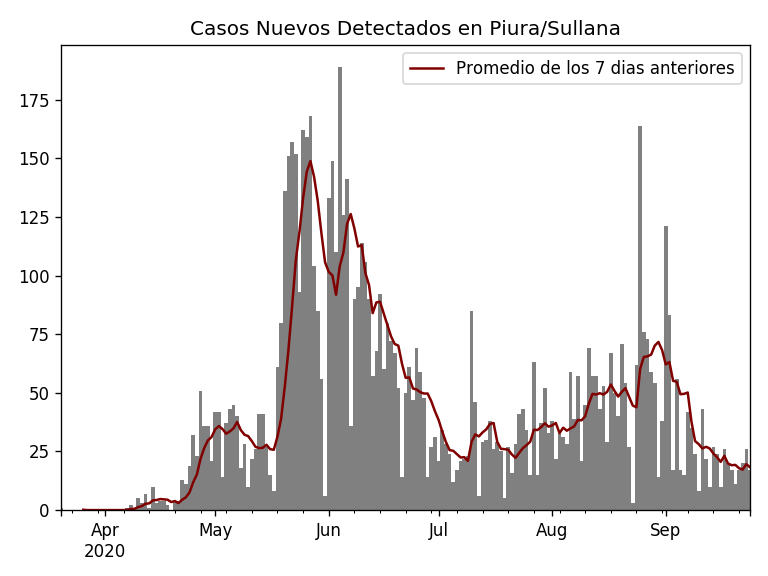 Casos Nuevos Detectados en Piura/Sullana
Promedio de los 7 dias anteriores
175
150
125
100
75
50
25
0
Apr
May
Jun
Jul
Aug
Sep
2020